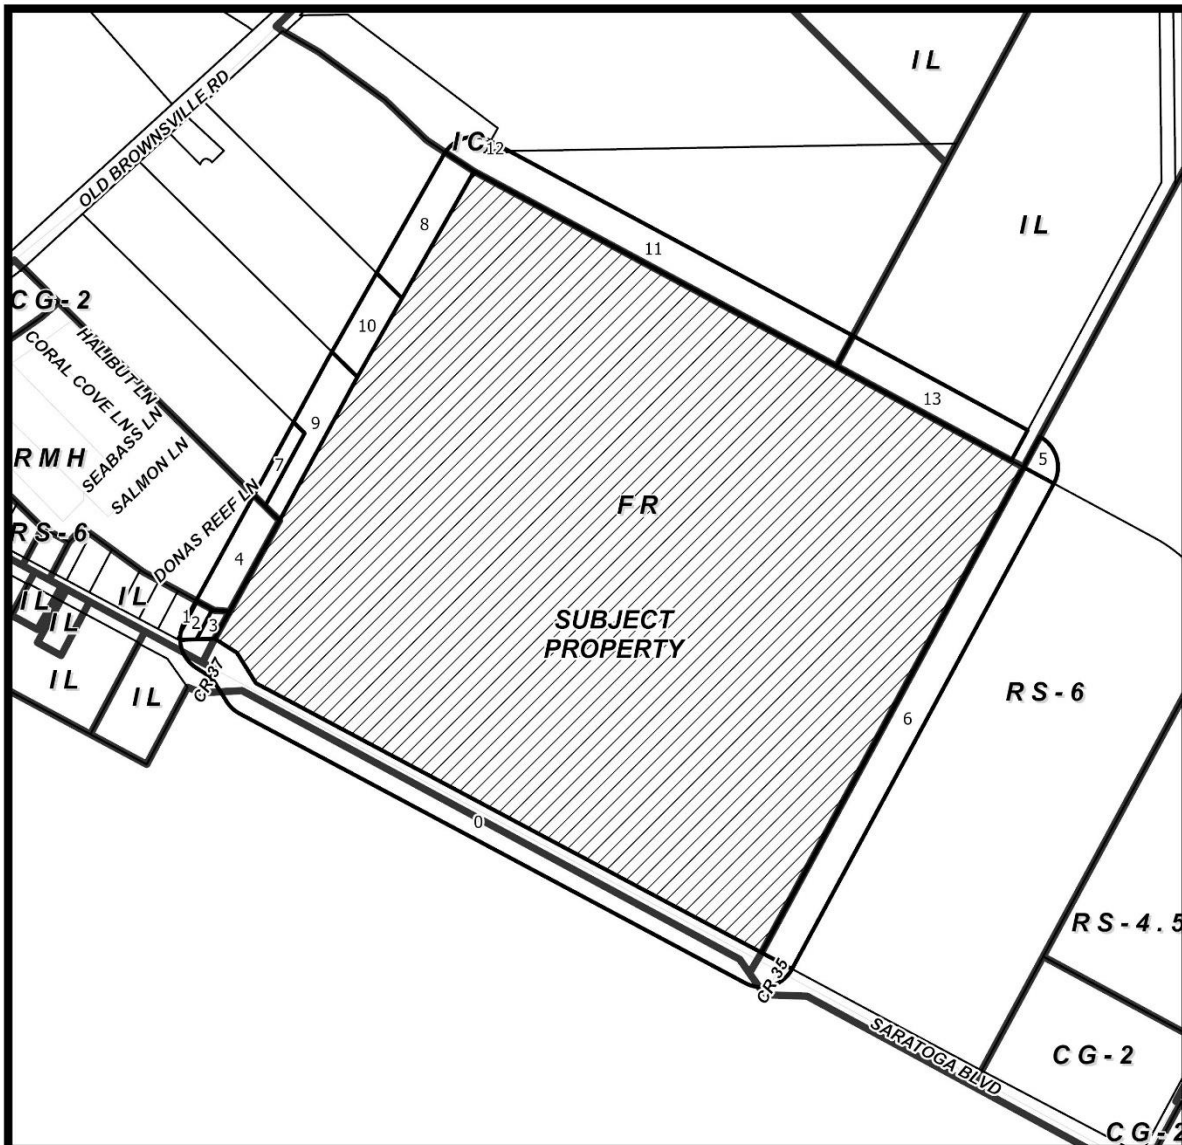 IL
OLD BROWNSVILLE RD
IC
12
8
11
IL
CG-2
10
HALIBUT LN
CORAL COVE LN
SEABASS LN
SALMON LN
13
9
RMH
7
5
DONAS REEF LN
FR
RS-6
4
IL
IL
IL
1
2
3
SUBJECT
PROPERTY
IL
IL
CR 37
RS-6
6
0
RS-4.5
CR 35
SARATOGA BLVD
CG-2
CG-2